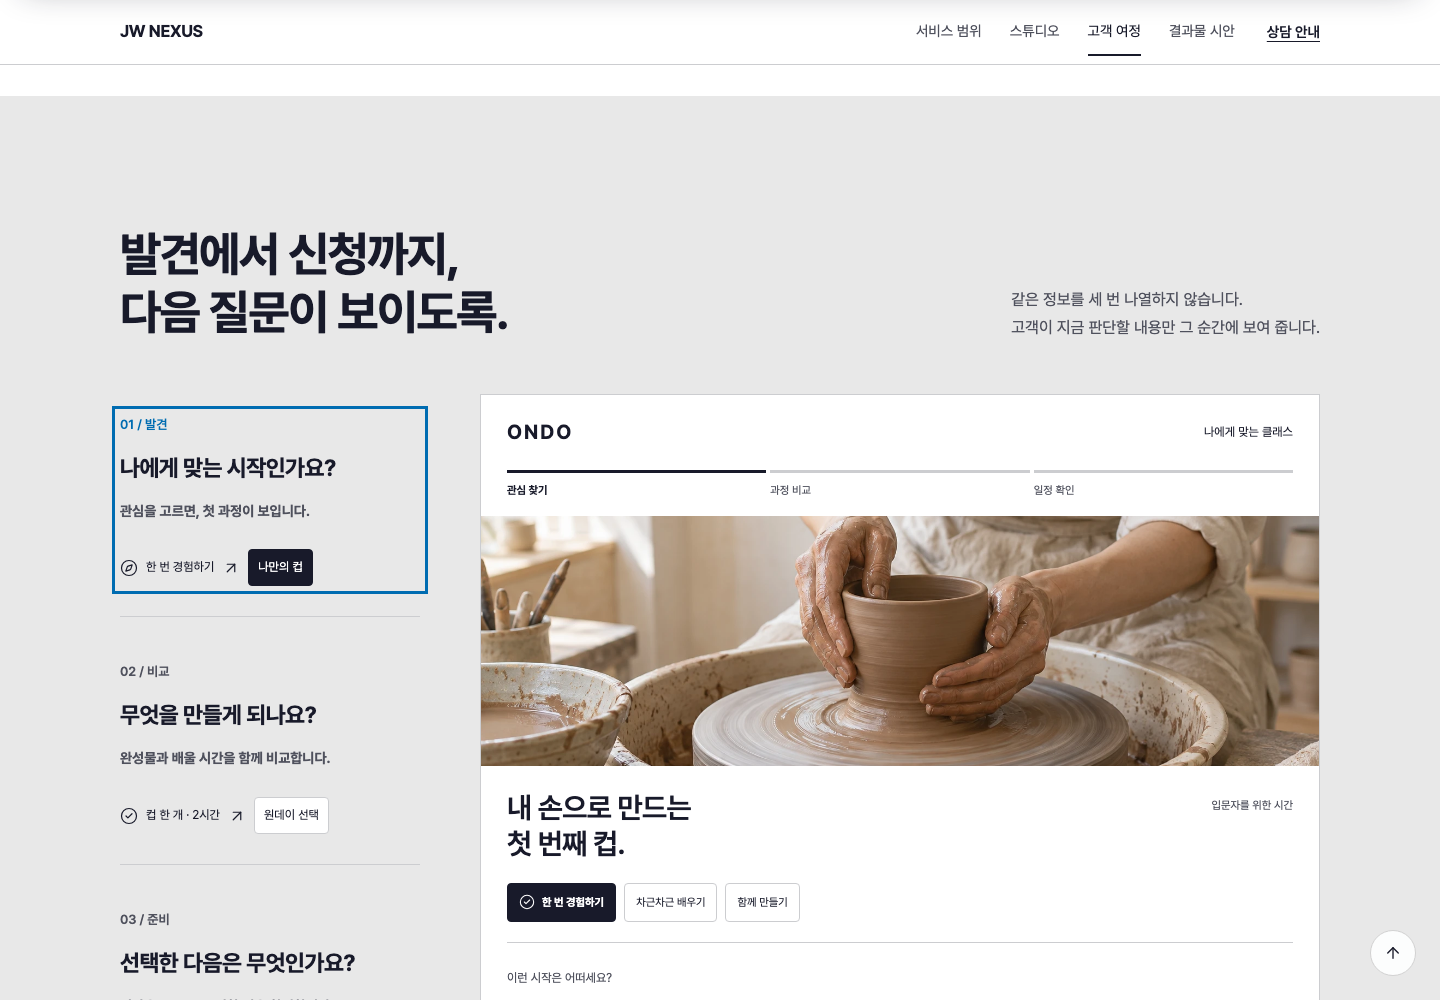 JW NEXUS
서비스 범위
스튜디오
고객 여정
결과물 시안
상담 안내
발견에서 신청까지,
다음 질문이 보이도록.
같은 정보를 세 번 나열하지 않습니다.
고객이 지금 판단할 내용만 그 순간에 보여 줍니다.
01 / 발견
나에게 맞는 시작인가요?
관심을 고르면, 첫 과정이 보입니다.
한 번 경험하기
나만의 컵
02 / 비교
무엇을 만들게 되나요?
완성물과 배울 시간을 함께 비교합니다.
컵 한 개 · 2시간
원데이 선택
03 / 준비
선택한 다음은 무엇인가요?
ONDO
나에게 맞는 클래스
관심 찾기
과정 비교
일정 확인
내 손으로 만드는
첫 번째 컵.
입문자를 위한 시간
한 번 경험하기
차근차근 배우기
함께 만들기
이런 시작은 어떠세요?